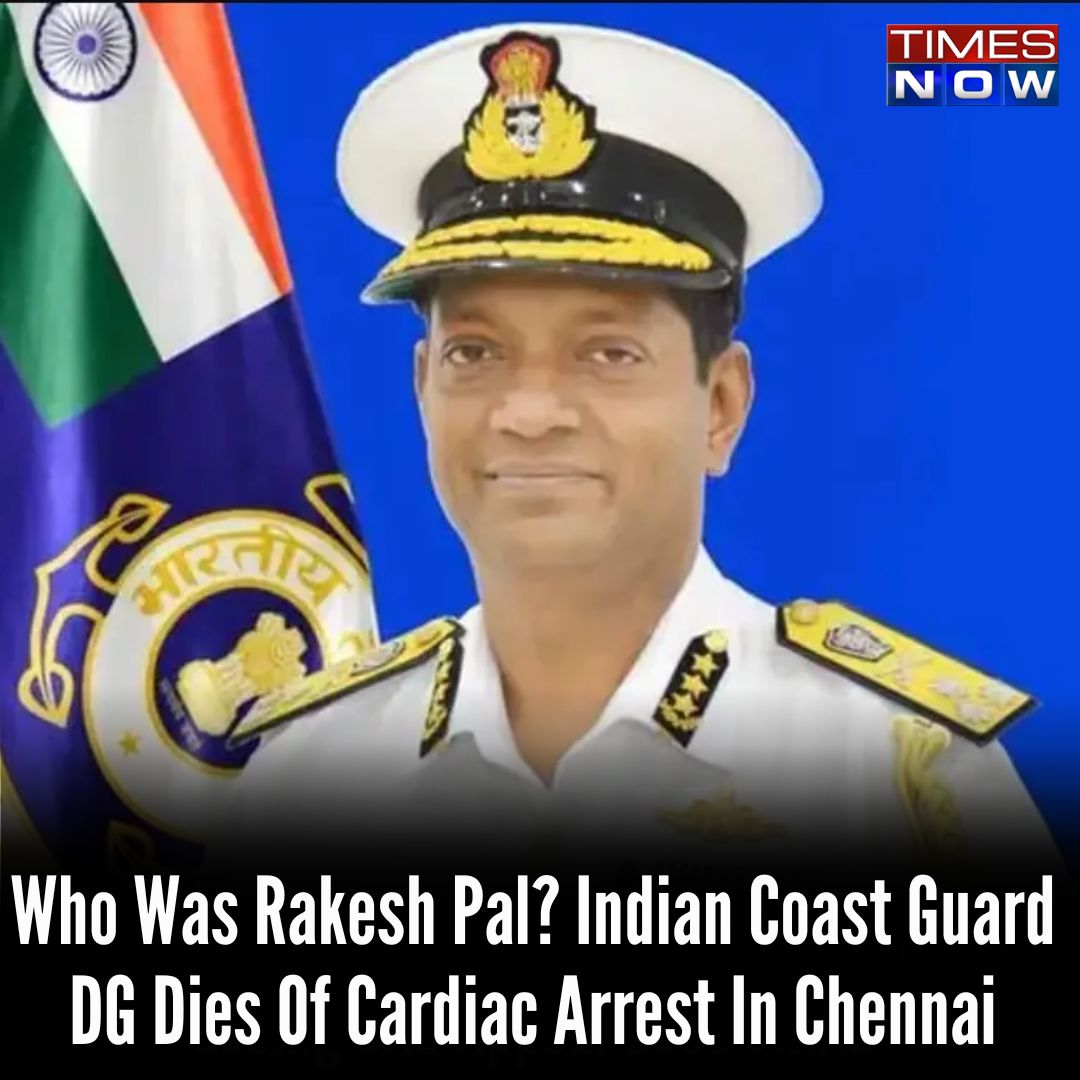 TIMES
NOW
भारतीय
Who Was Rakesh Pal? Indian Coast Guard
DG Dies Of Cardiac Arrest In Chennai